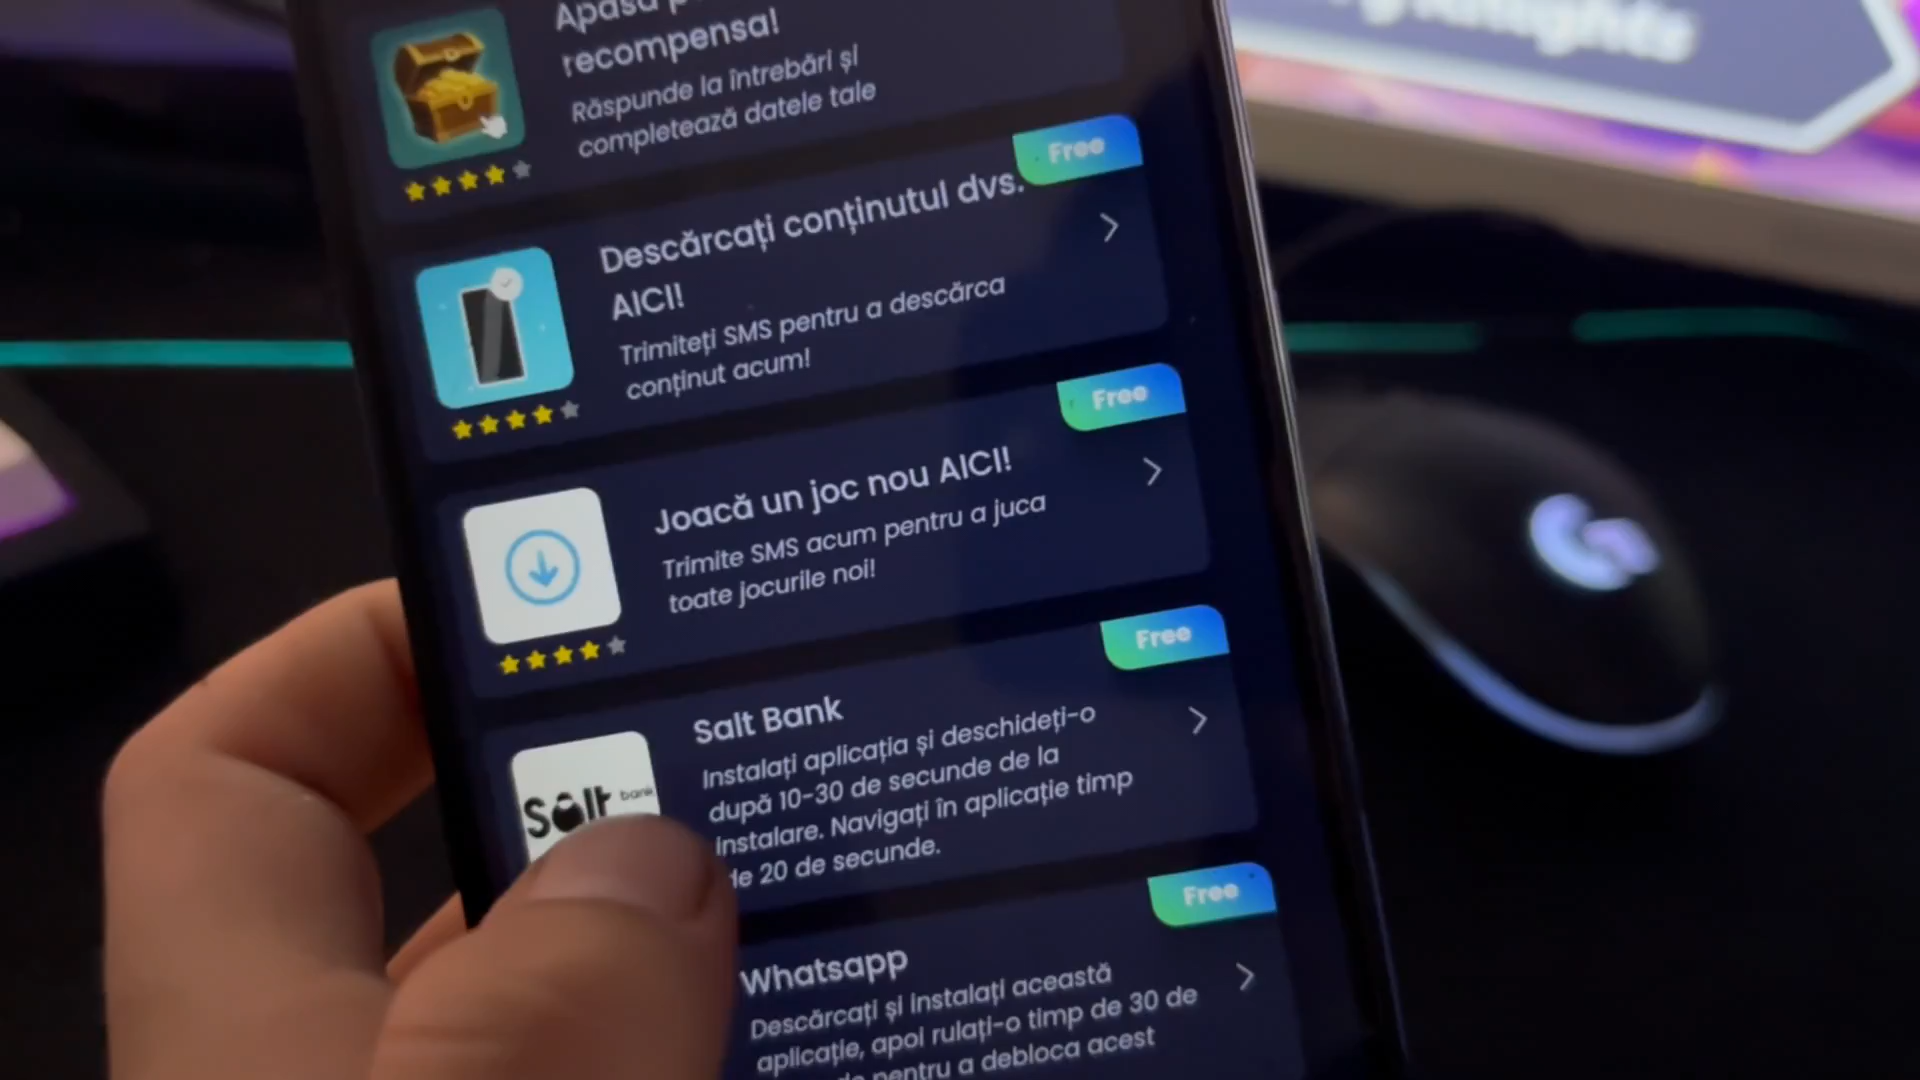 recompensa!
Răspunde la întrebări și
completează datele tale
Free
Descărcați conținutul dvs.
AICI!
Trimiteți SMS pentru a descărca
conținut acum!
Free
Joacă un joc nou AICI!
Trimite SMS acum pentru a juca
toate jocurile noi!
Free
Salt Bank
Instalați aplicația și deschideți-o
după 10-30 de secunde de la
instalare. Navigați în aplicație timp
de 20 de secunde.
Salt bank
Free
Whatsapp
Descărcați și instalați această
aplicație, apoi rulați-o timp de 30 de
pentru a debloca acest